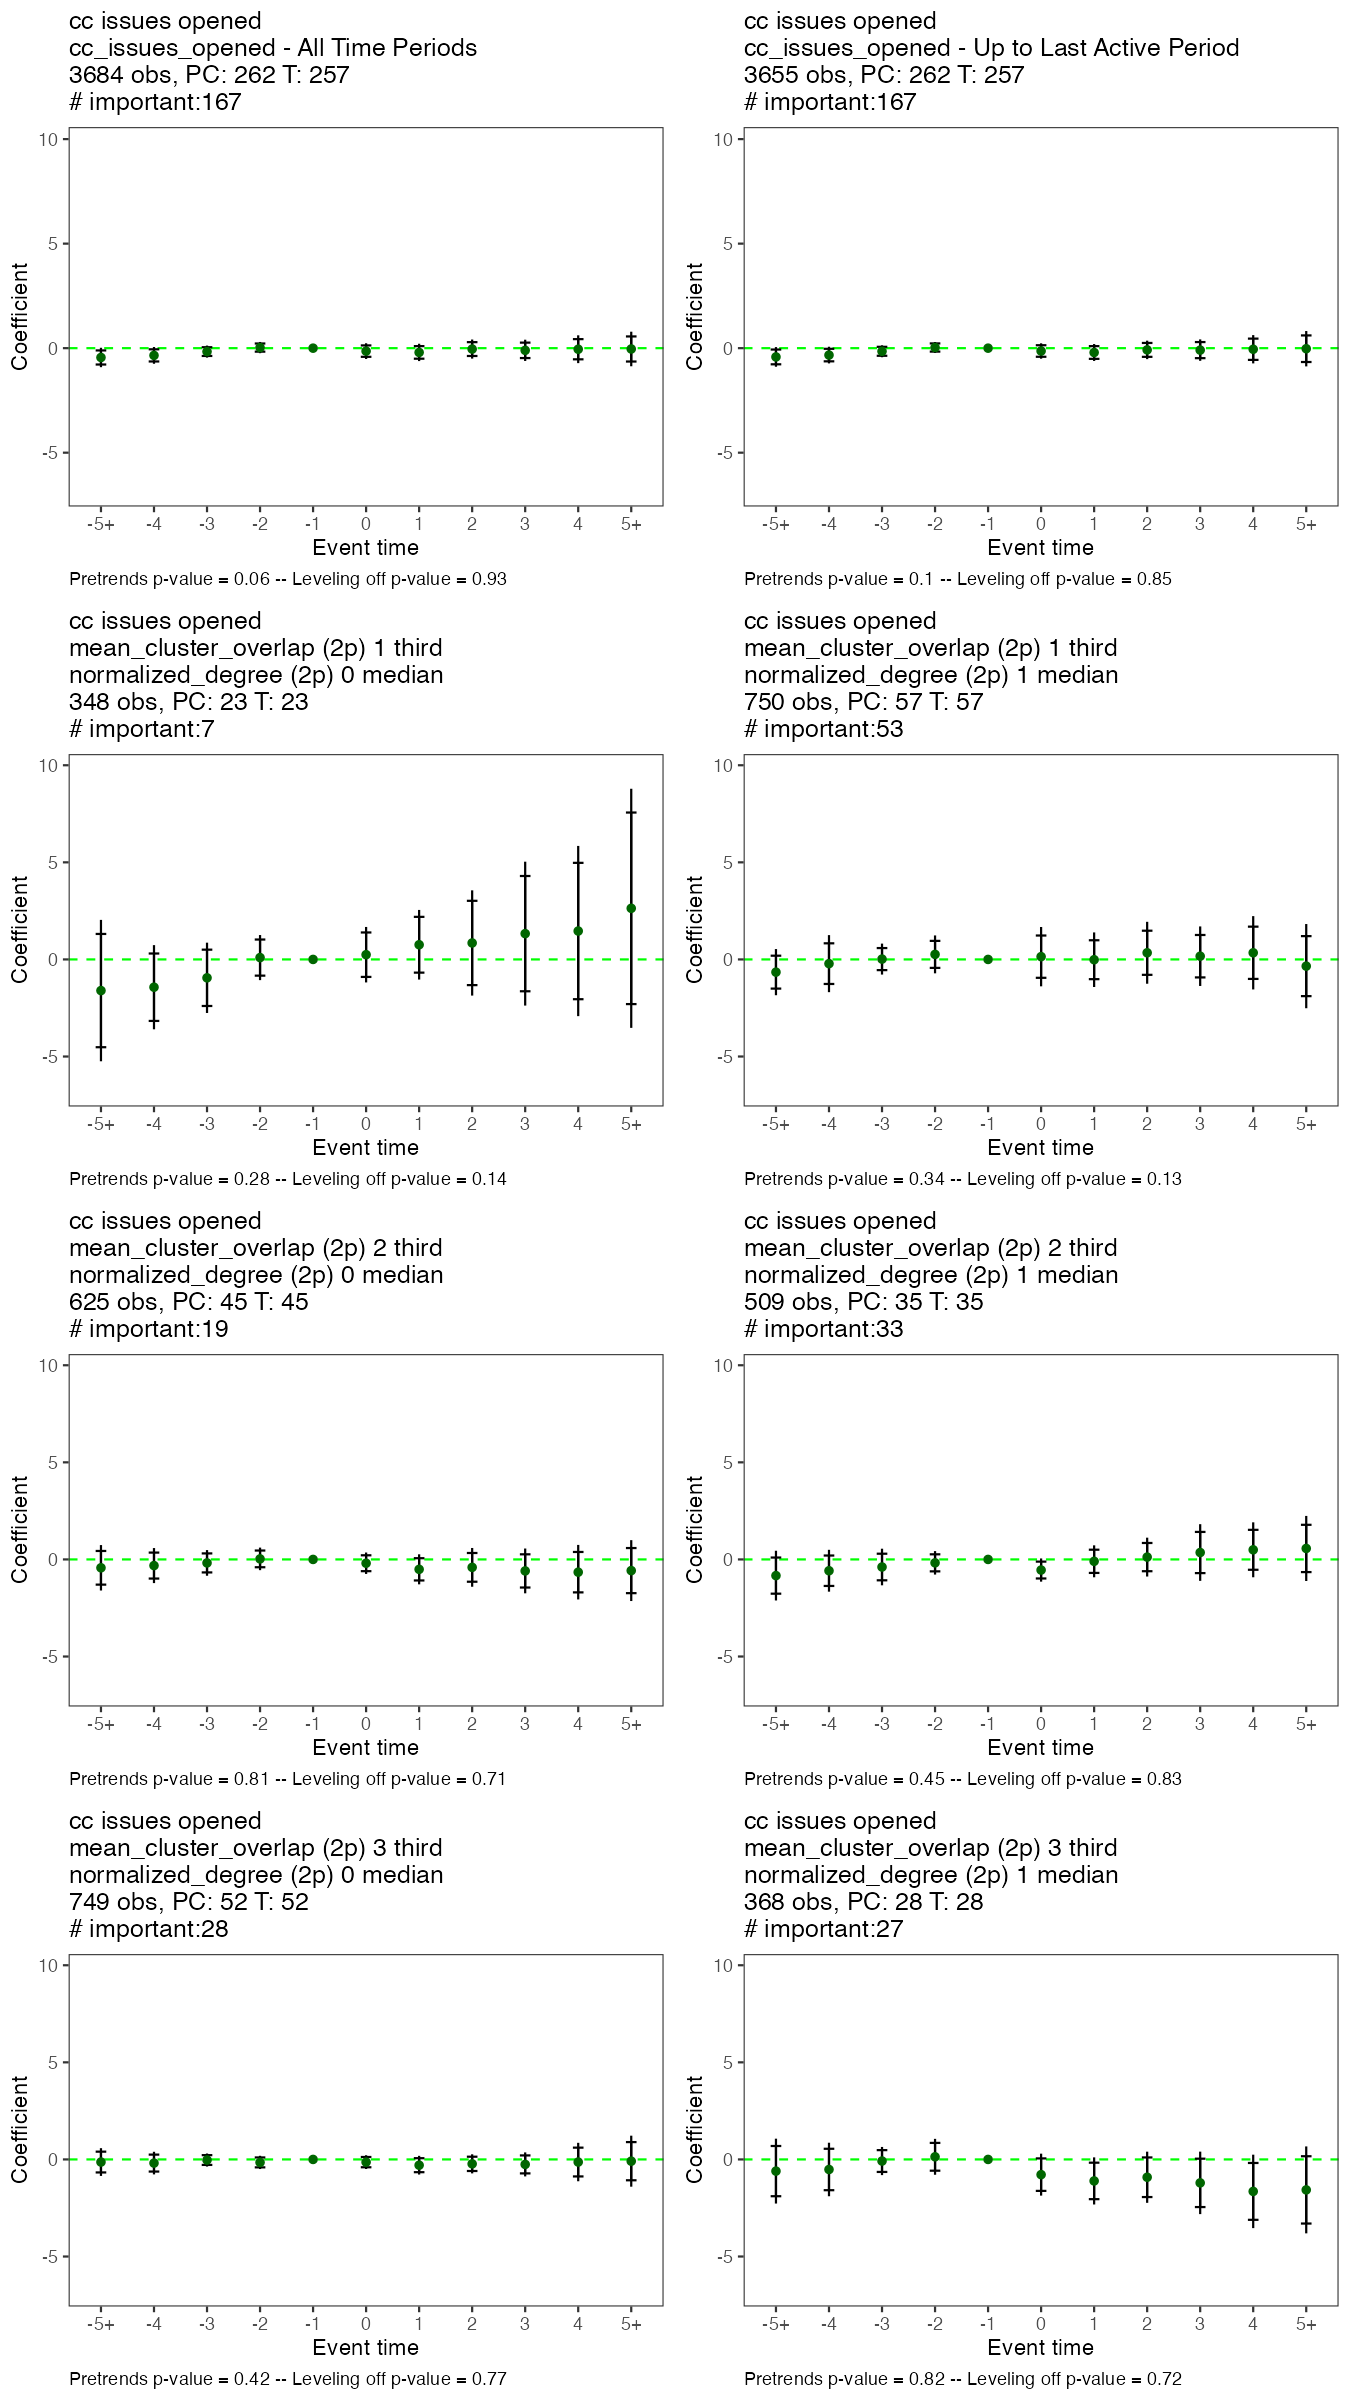 cc issues opened
cc_issues_opened - All Time Periods
3684 obs, PC: 262 T: 257
# important:167
10
5
0
-5
Coefficient
-5+ -4 -3 -2 -1 0 1 2 3 4 5+
Event time
Pretrends p-value = 0.06 -- Leveling off p-value = 0.93
cc issues opened
cc_issues_opened - Up to Last Active Period
3655 obs, PC: 262 T: 257
# important:167
10
5
0
-5
Coefficient
-5+ -4 -3 -2 -1 0 1 2 3 4 5+
Event time
Pretrends p-value = 0.1 -- Leveling off p-value = 0.85
cc issues opened
mean_cluster_overlap (2p) 1 third
normalized_degree (2p) 0 median
348 obs, PC: 23 T: 23
# important:7
10
5
0
-5
Coefficient
-5+ -4 -3 -2 -1 0 1 2 3 4 5+
Event time
Pretrends p-value = 0.28 -- Leveling off p-value = 0.14
cc issues opened
mean_cluster_overlap (2p) 1 third
normalized_degree (2p) 1 median
750 obs, PC: 57 T: 57
# important:53
10
5
0
-5
Coefficient
-5+ -4 -3 -2 -1 0 1 2 3 4 5+
Event time
Pretrends p-value = 0.34 -- Leveling off p-value = 0.13
cc issues opened
mean_cluster_overlap (2p) 2 third
normalized_degree (2p) 0 median
625 obs, PC: 45 T: 45
# important:19
10
5
0
-5
Coefficient
-5+ -4 -3 -2 -1 0 1 2 3 4 5+
Event time
Pretrends p-value = 0.81 -- Leveling off p-value = 0.71
cc issues opened
mean_cluster_overlap (2p) 2 third
normalized_degree (2p) 1 median
509 obs, PC: 35 T: 35
# important:33
10
5
0
-5
Coefficient
-5+ -4 -3 -2 -1 0 1 2 3 4 5+
Event time
Pretrends p-value = 0.45 -- Leveling off p-value = 0.83
cc issues opened
mean_cluster_overlap (2p) 3 third
normalized_degree (2p) 0 median
749 obs, PC: 52 T: 52
# important:28
10
5
0
-5
Coefficient
-5+ -4 -3 -2 -1 0 1 2 3 4 5+
Event time
Pretrends p-value = 0.42 -- Leveling off p-value = 0.77
cc issues opened
mean_cluster_overlap (2p) 3 third
normalized_degree (2p) 1 median
368 obs, PC: 28 T: 28
# important:27
10
5
0
-5
Coefficient
-5+ -4 -3 -2 -1 0 1 2 3 4 5+
Event time
Pretrends p-value = 0.82 -- Leveling off p-value = 0.72